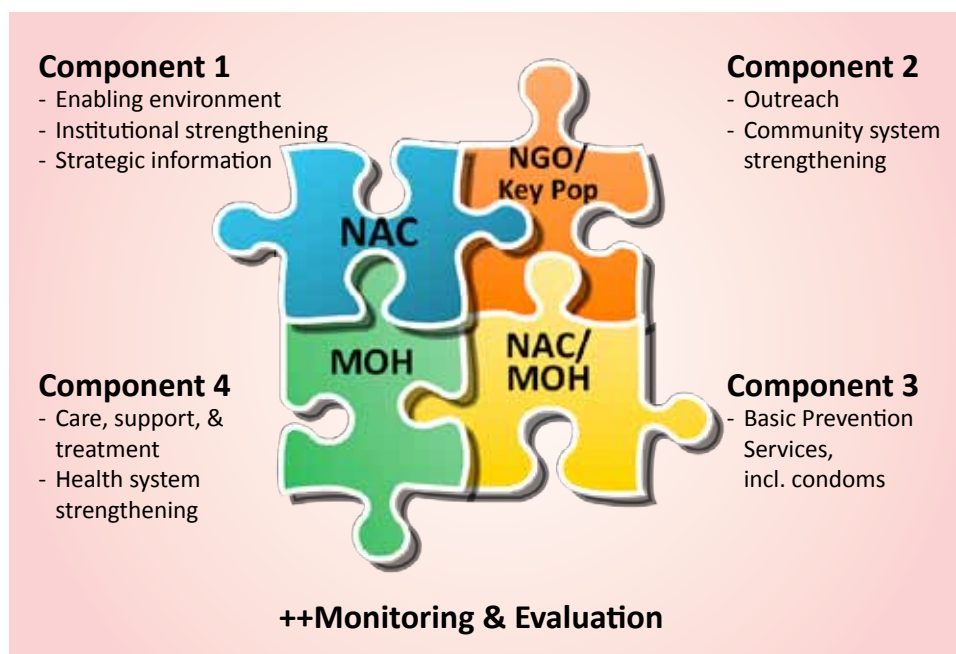 Component 1
- Enabling environment
- Institutional strengthening
- Strategic information
Component 2
- Outreach
- Community system
strengthening
NGO/
Key Pop
NAC
MOH
NAC/
MOH
Component 4
- Care, support, &
treatment
- Health system
strengthening
Component 3
- Basic Prevention
Services,
incl. condoms
++Monitoring & Evaluation